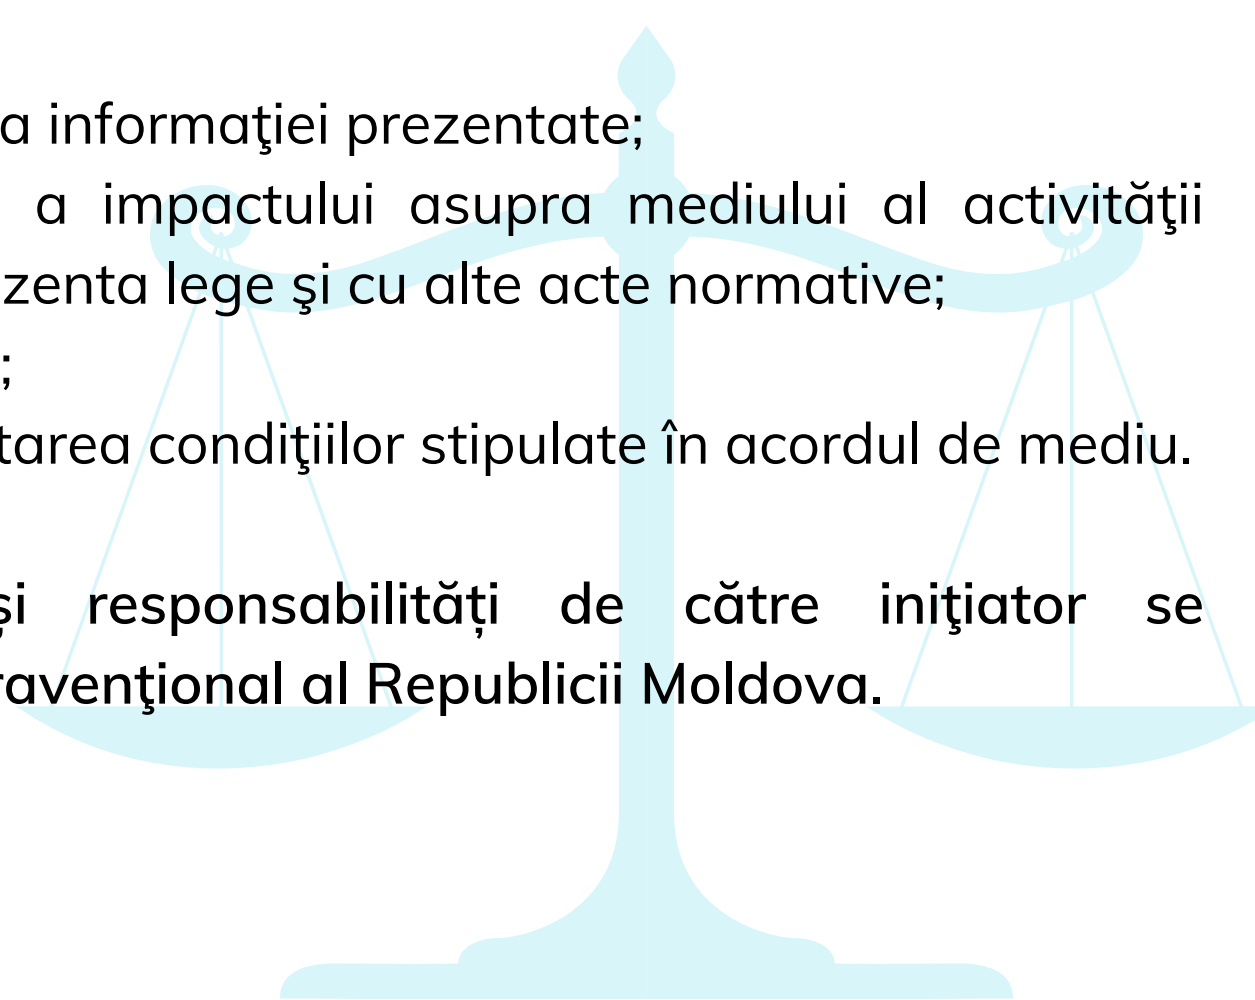 a informaţiei prezentate;
a impactului asupra mediului al activităţii
zenta lege şi cu alte acte normative;
;
tarea condiţiilor stipulate în acordul de mediu.
și responsabilități de către iniţiator se
ravenţional al Republicii Moldova.